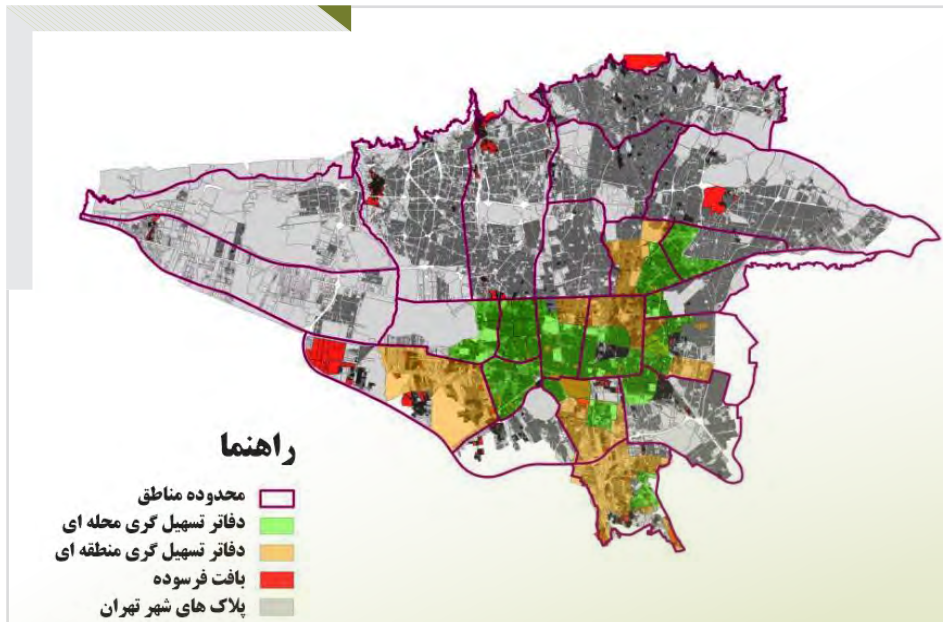 راهنما
محدوده مناطق
دفاتر تسهیل گری محله ای
دفاتر تسهیل گری منطقه ای
بافت فرسوده
پلاک های شهر تهران